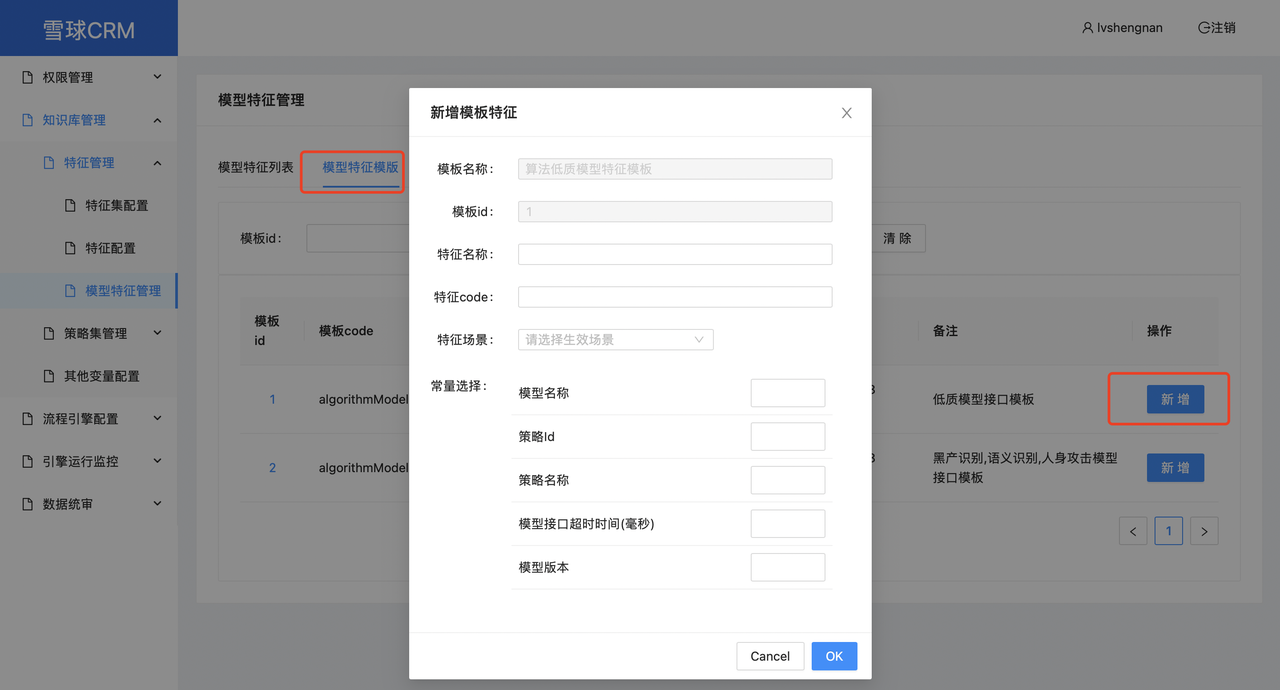 雪球CRM
lvshengnan
注销
权限管理
知识库管理
特征管理
特征集配置
特征配置
模型特征管理
策略集管理
其他变量配置
流程引擎配置
引擎运行监控
数据统审
模型特征管理
模型特征列表
模型特征模版
模板id：
清 除
模板
id
模板code
备注
操作
1
algorithmModel
3
低质模型接口模板
新 增
2
algorithmModel
3
黑产识别,语义识别,人身攻击模型
接口模板
新 增
<
1
>
新增模板特征
模板名称：
算法低质模型特征模板
模板id：
1
特征名称：
特征code：
特征场景：
请选择生效场景
常量选择：
模型名称
策略Id
策略名称
模型接口超时时间(毫秒)
模型版本
Cancel
OK